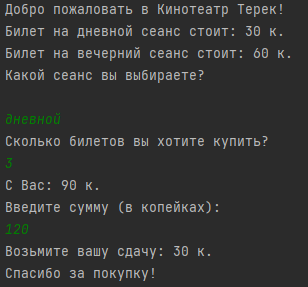 Добро пожаловать в Кинотеатр Терек!
Билет на дневной сеанс стоит: 30 к.
Билет на вечерний сеанс стоит: 60 к.
Какой сеанс вы выбираете?
дневной
Сколько билетов вы хотите купить?
3
С Вас: 90 к.
Введите сумму (в копейках):
120
Возьмите вашу сдачу: 30 к.
Спасибо за покупку!